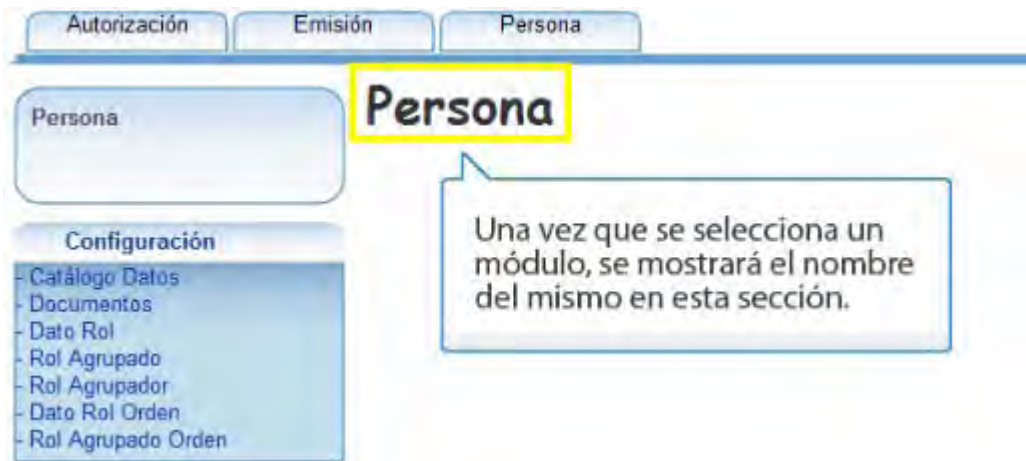 Autorización Emisión Persona
Persona
Persona
Una vez que se selecciona un
módulo, se mostrará el nombre
del mismo en esta sección.
Configuración
- Catálogo Datos
- Documentos
- Dato Rol
- Rol Agrupado
- Rol Agrupador
- Dato Rol Orden
- Rol Agrupado Orden